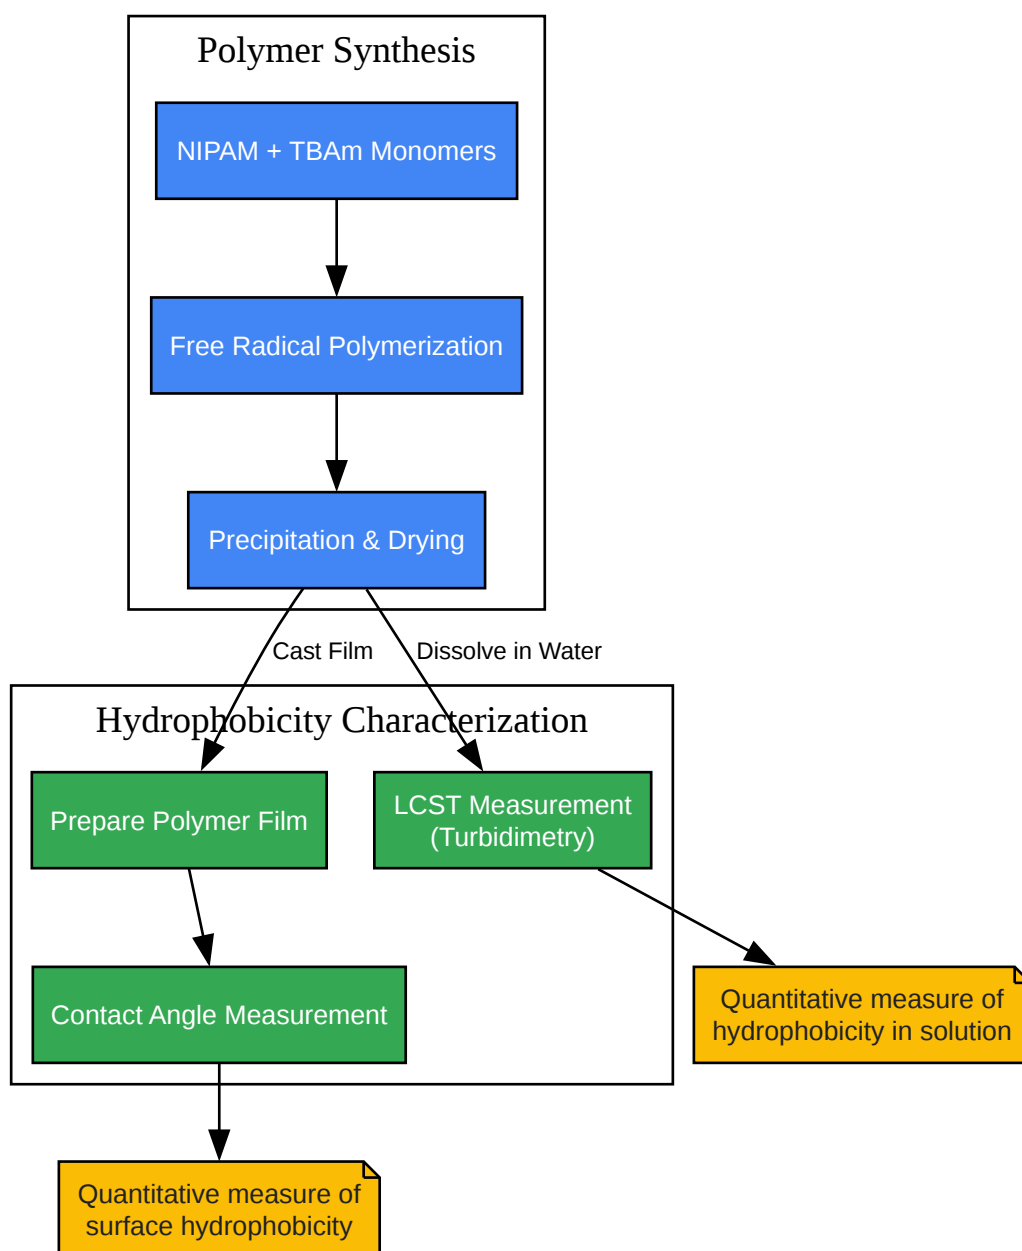 Polymer Synthesis
NIPAM + TBAm Monomers
Free Radical Polymerization
Precipitation & Drying
Cast Film
Dissolve in Water
Hydrophobicity Characterization
Prepare Polymer Film
LCST Measurement
(Turbidimetry)
Contact Angle Measurement
Quantitative measure of
hydrophobicity in solution
Quantitative measure of
surface hydrophobicity